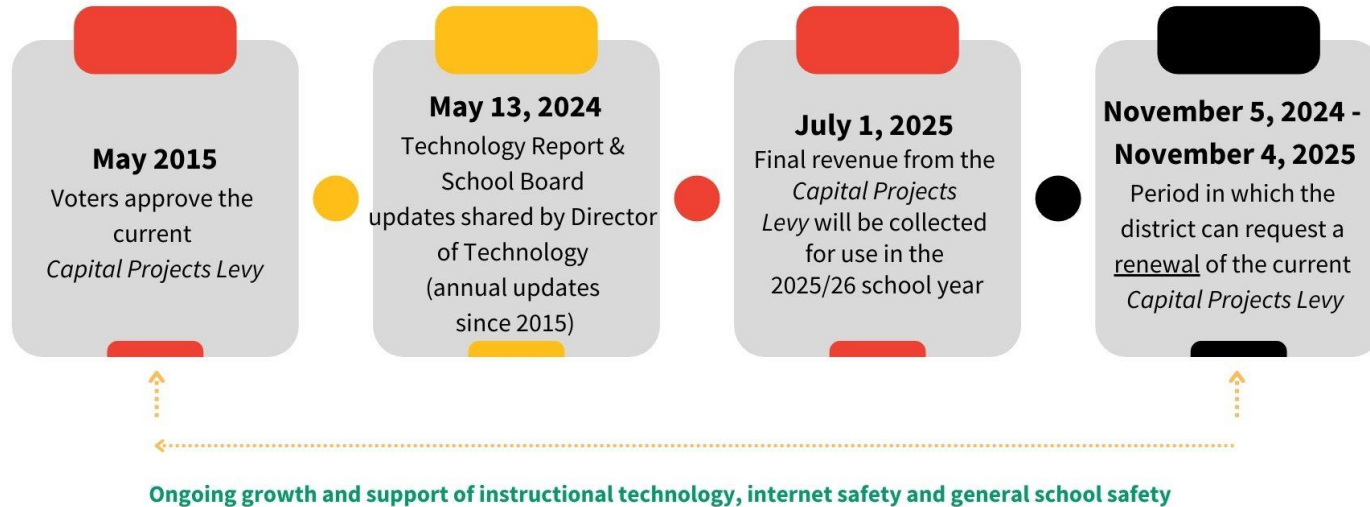 May 2015
Voters approve the
current
Capital Projects Levy
May 13, 2024
Technology Report &
School Board
updates shared by Director
of Technology
(annual updates
since 2015)
July 1, 2025
Final revenue from the
Capital Projects
Levy will be collected
for use in the
2025/26 school year
November 5, 2024 -
November 4, 2025
Period in which the
district can request a
renewal of the current
Capital Projects Levy
Ongoing growth and support of instructional technology, internet safety and general school safety